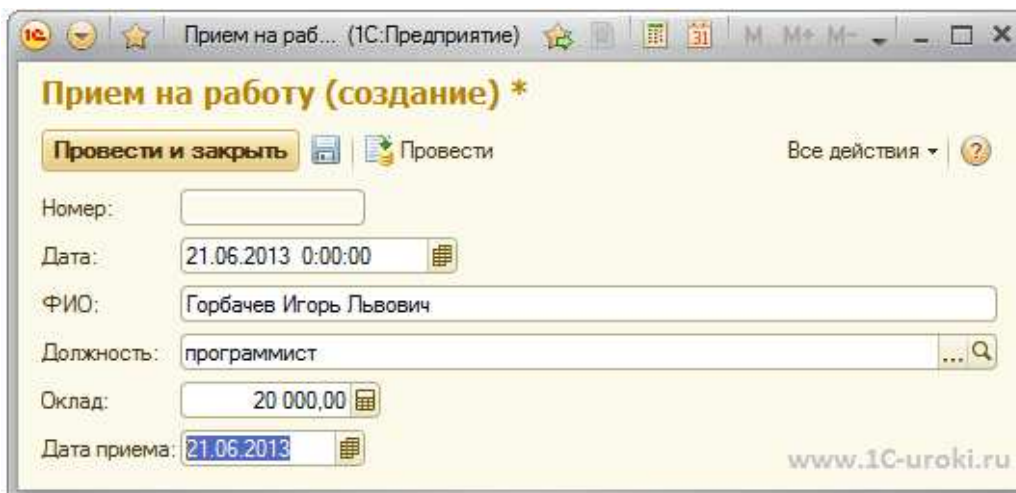 1С Прием на раб... (1С:Предприятие) 31 M M+ M-
Прием на работу (создание) *
Провести и закрыть Провести Все действия ?
Номер:
Дата: 21.06.2013 0:00:00
ФИО: Горбачев Игорь Львович
Должность: программист ...
Оклад: 20 000,00
Дата приема: 21.06.2013
www.1C-uroki.ru